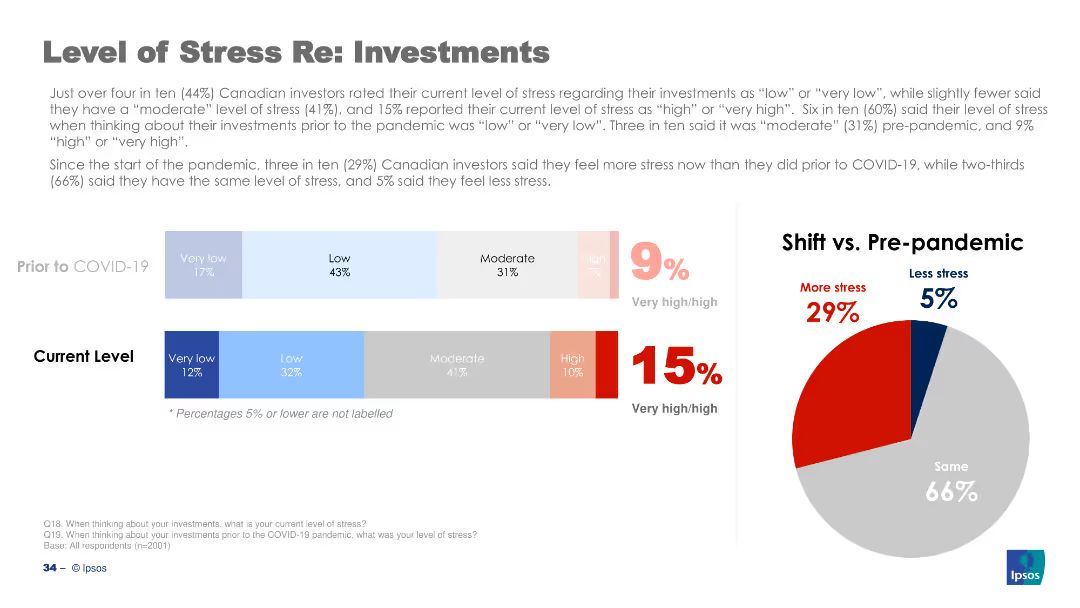 Level of Stress Re: Investments
Just over four in ten (44%) Canadian investors rated their current level of stress regarding their investments as “low” or “very low”, while slightly fewer said
they have a “moderate” level of stress (41%), and 15% reported their current level of stress as “high” or “very high”.  Six in ten (60%) said their level of stress
when thinking about their investments prior to the pandemic was “low” or “very low”. Three in ten said it was “moderate” (31%) pre-pandemic, and 9%
“high” or “very high”.
Since the start of the pandemic, three in ten (29%) Canadian investors said they feel more stress now than they did prior to COVID-19, while two-thirds
(66%) said they have the same level of stress, and 5% said they feel less stress.
Prior to COVID-19
Very low
17%
Low
43%
Moderate
31%
High
7%
9%
Very high/high
Current Level
Very low
12%
Low
32%
Moderate
41%
High
10%
15%
Very high/high
* Percentages 5% or lower are not labelled
Shift vs. Pre-pandemic
More stress
29%
Less stress
5%
Same
66%
Q18. When thinking about your investments, what is your current level of stress?
Q19. When thinking about your investments prior to the COVID-19 pandemic, what was your level of stress?
Base: All respondents (n=2001)
34 – © Ipsos
Ipsos